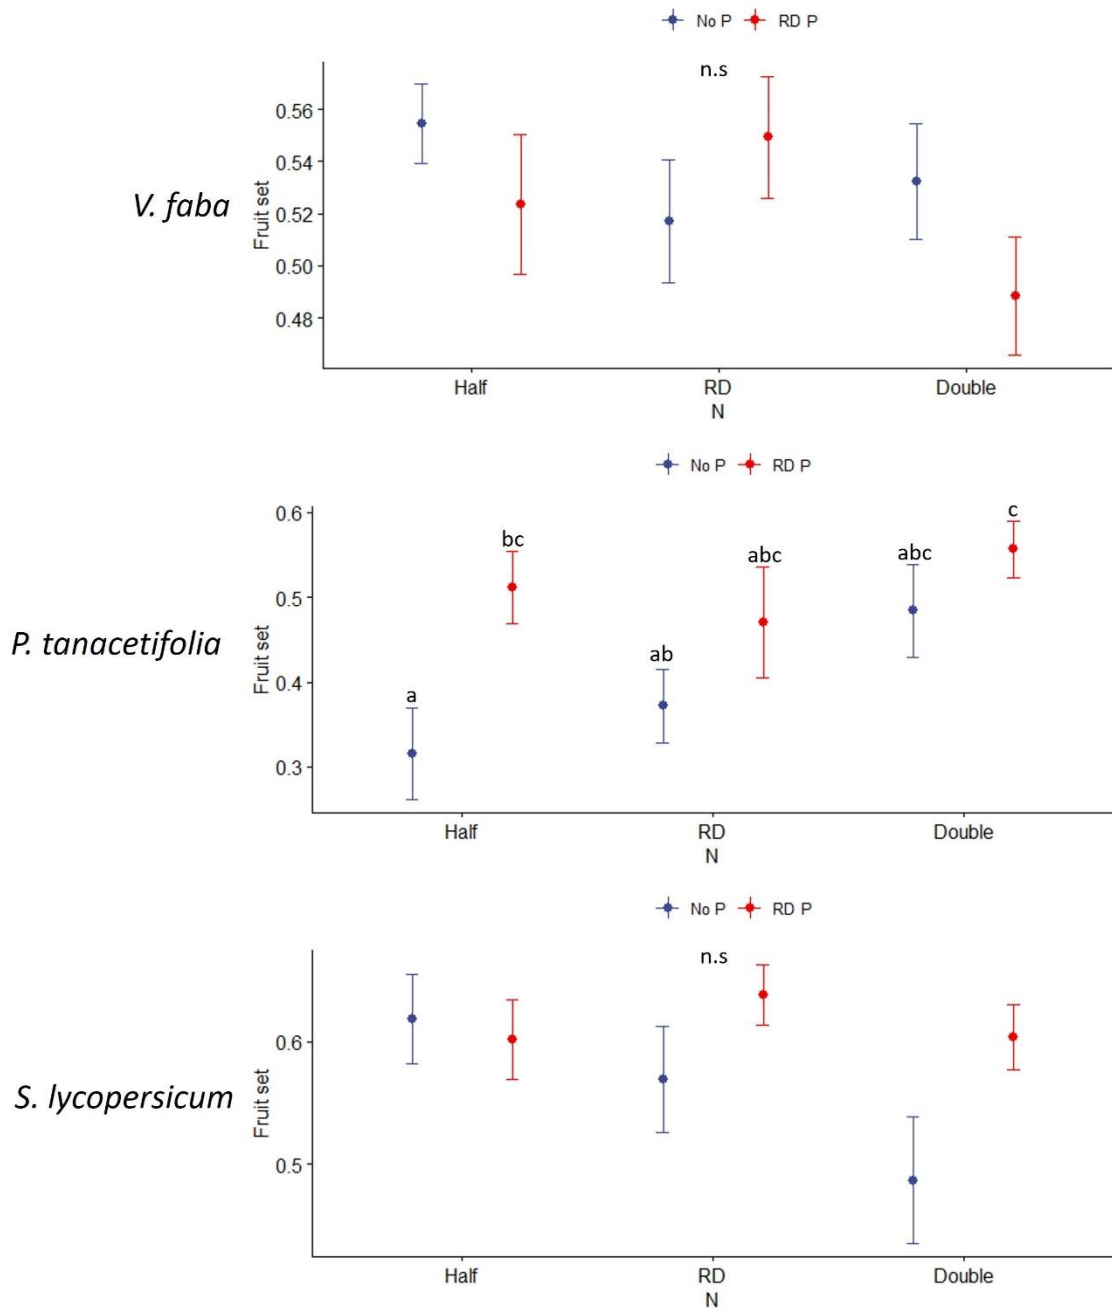 No P RD P
n.s
0.56
0.54
V. faba
Fruit set
0.52
0.50
0.48
Half RD Double
N
No P RD P
0.6
bc
abc
abc
c
0.5
P. tanacetifolia
Fruit set
ab
0.4
a
0.3
Half RD Double
N
No P RD P
n.s
0.6
S. lycopersicum
Fruit set
0.5
Half RD Double
N